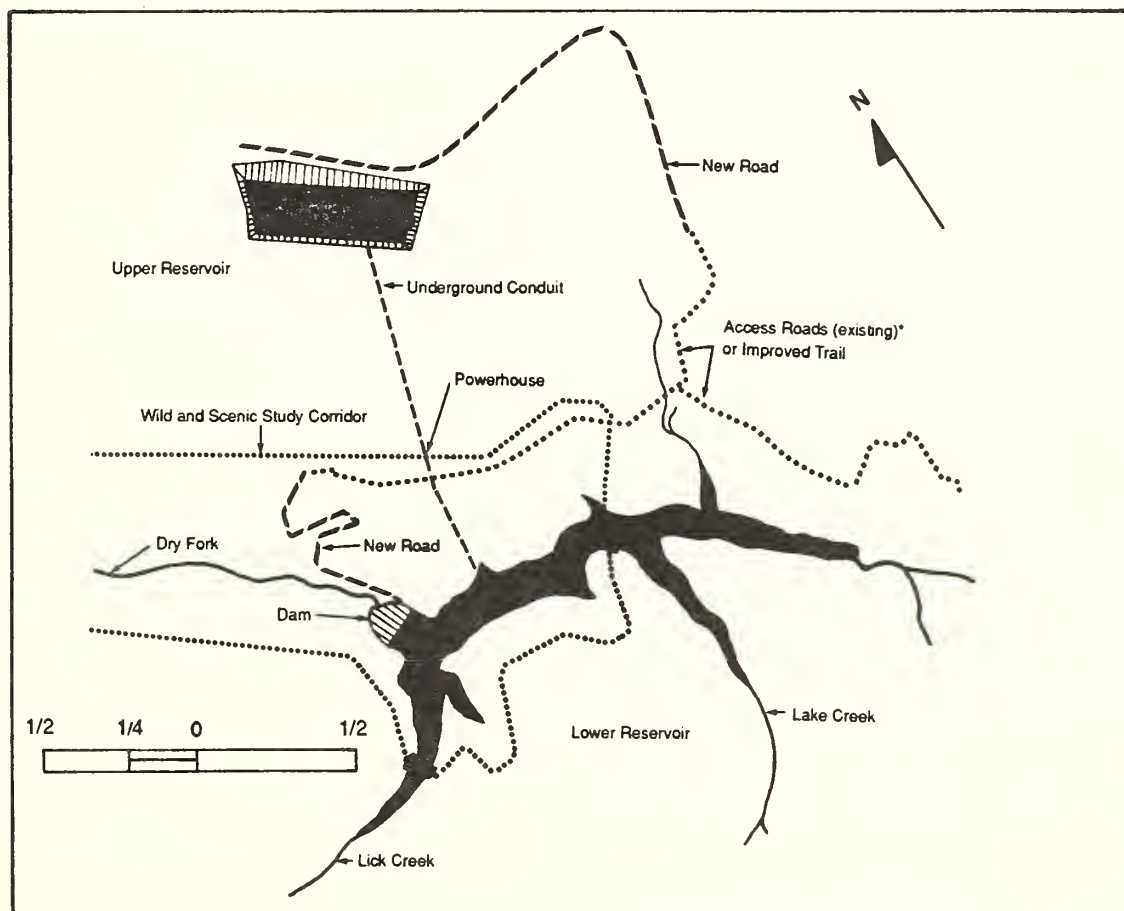 N
New Road
Upper Reservoir
Underground Conduit
Access Roads (existing)*
or Improved Trail
Powerhouse
Wild and Scenic Study Corridor
Dry Fork
New Road
Dam
1/2 1/4 0 1/2
Lower Reservoir
Lake Creek
Lick Creek